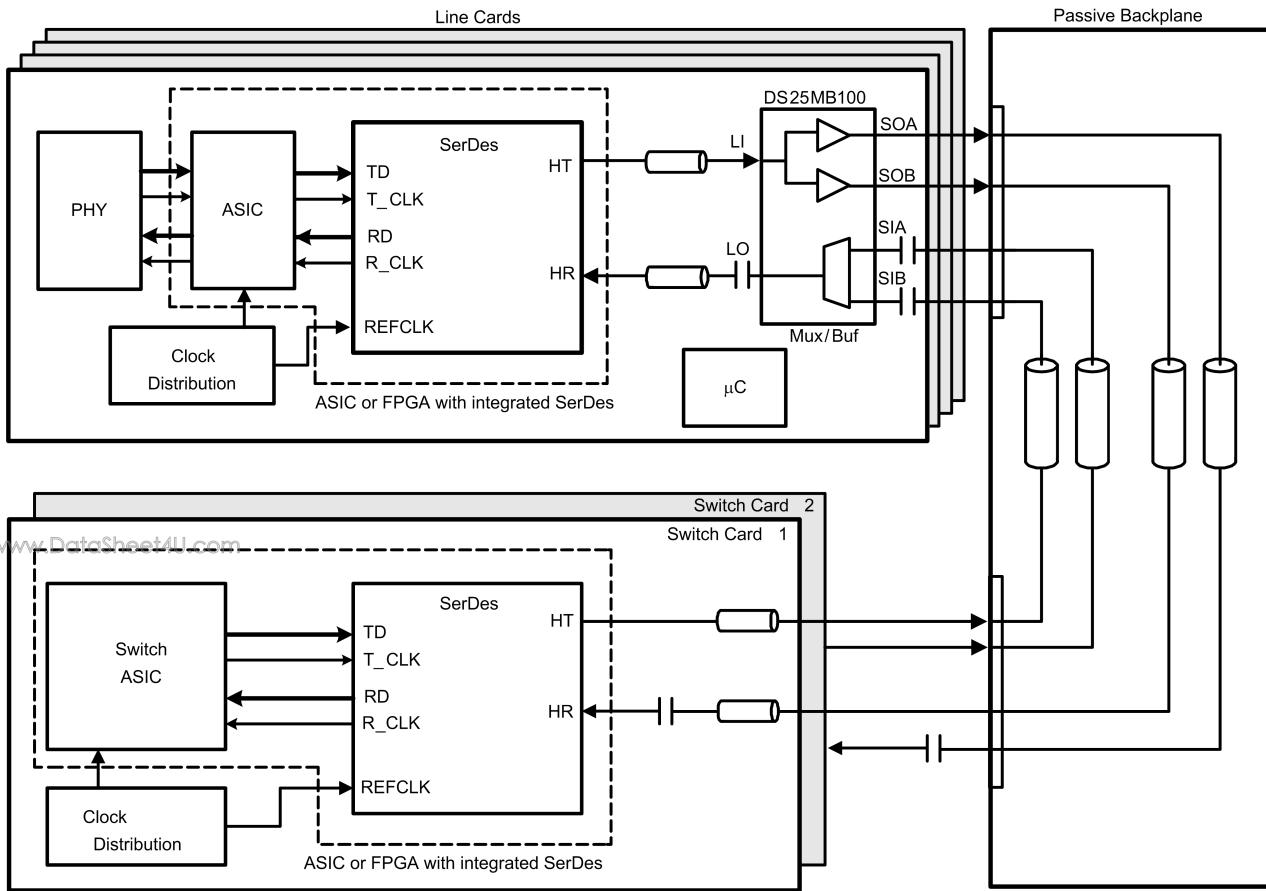 Line Cards
Passive Backplane
DS25MB100
SOA
SOB
SIA
SIB
LI
LO
Mux/Buf
SerDes
HT
HR
TD
T_CLK
RD
R_CLK
REFCLK
PHY
ASIC
Clock
Distribution
ASIC or FPGA with integrated SerDes
µC
Switch Card 2
Switch Card 1
www.DataSheet4U.com
SerDes
HT
HR
TD
T_CLK
RD
R_CLK
REFCLK
Switch
ASIC
Clock
Distribution
ASIC or FPGA with integrated SerDes